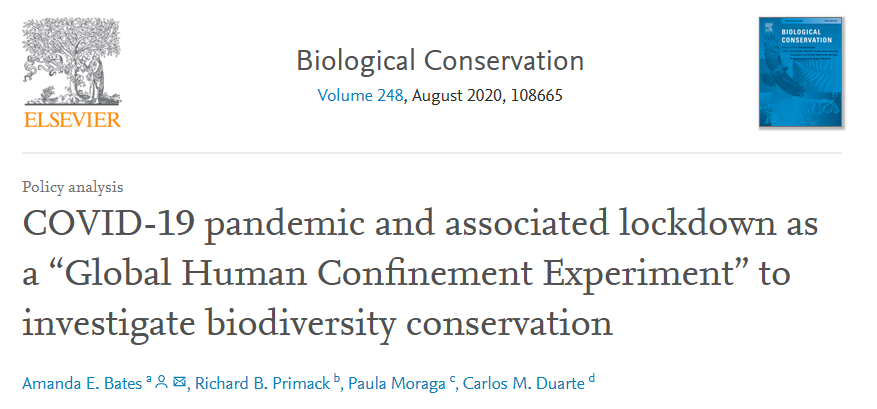 ELSEVIER
Biological Conservation
Volume 248, August 2020, 108665
BIOLOGICAL
CONSERVATION
Policy analysis
COVID-19 pandemic and associated lockdown as
a “Global Human Confinement Experiment” to
investigate biodiversity conservation
Amanda E. Bates a, Richard B. Primack b, Paula Moraga c, Carlos M. Duarte d